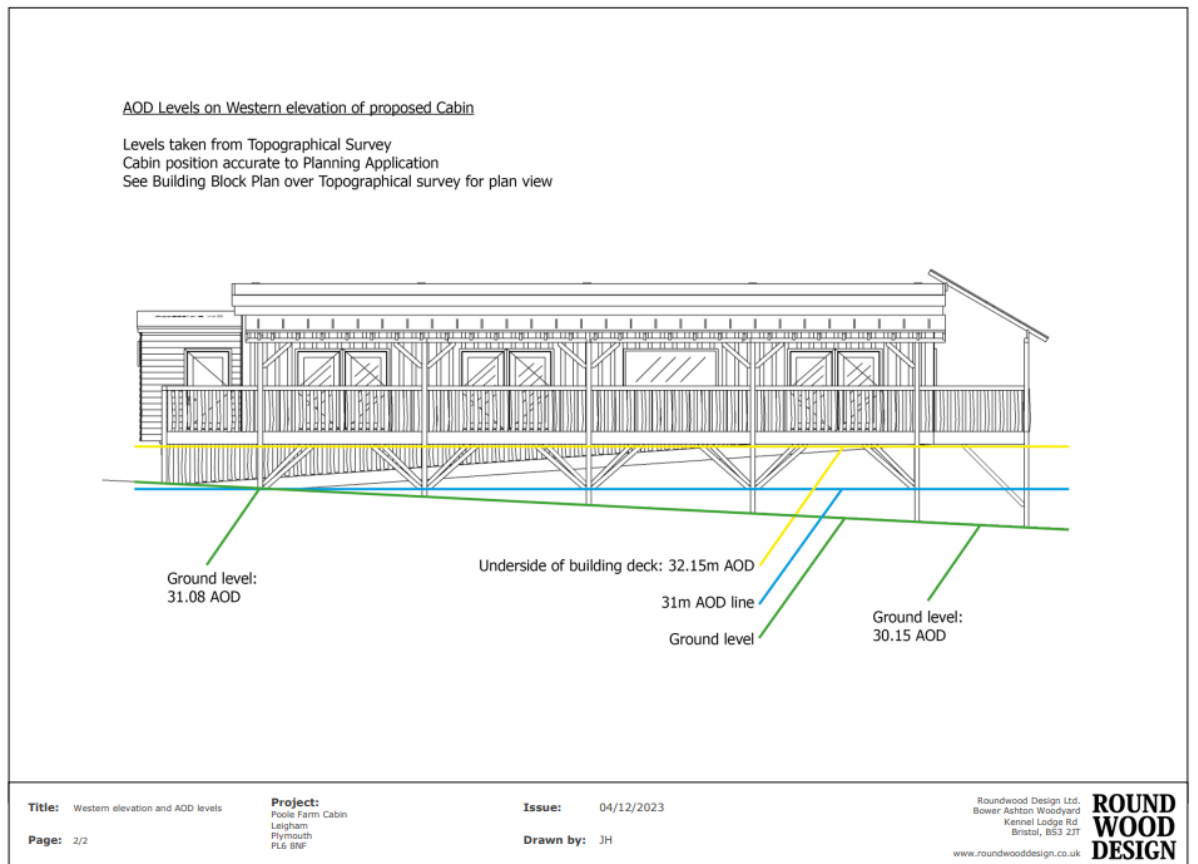 AOD Levels on Western elevation of proposed Cabin
Levels taken from Topographical Survey
Cabin position accurate to Planning Application
See Building Block Plan over Topographical survey for plan view
Underside of building deck: 32.15m AOD
Ground level:
31.08 AOD
31m AOD line
Ground level
Ground level:
30.15 AOD
Title: Western elevation and AOD levels
Page: 2/2
Project:
Poole Farm Cabin
Leigham
Plymouth
PL6 8NF
Issue: 04/12/2023
Drawn by: JH
Roundwood Design Ltd.
Bower Ashton Woodyard
Kennel Lodge Rd
Bristol, BS3 2JT
www.roundwooddesign.co.uk
ROUND
WOOD
DESIGN